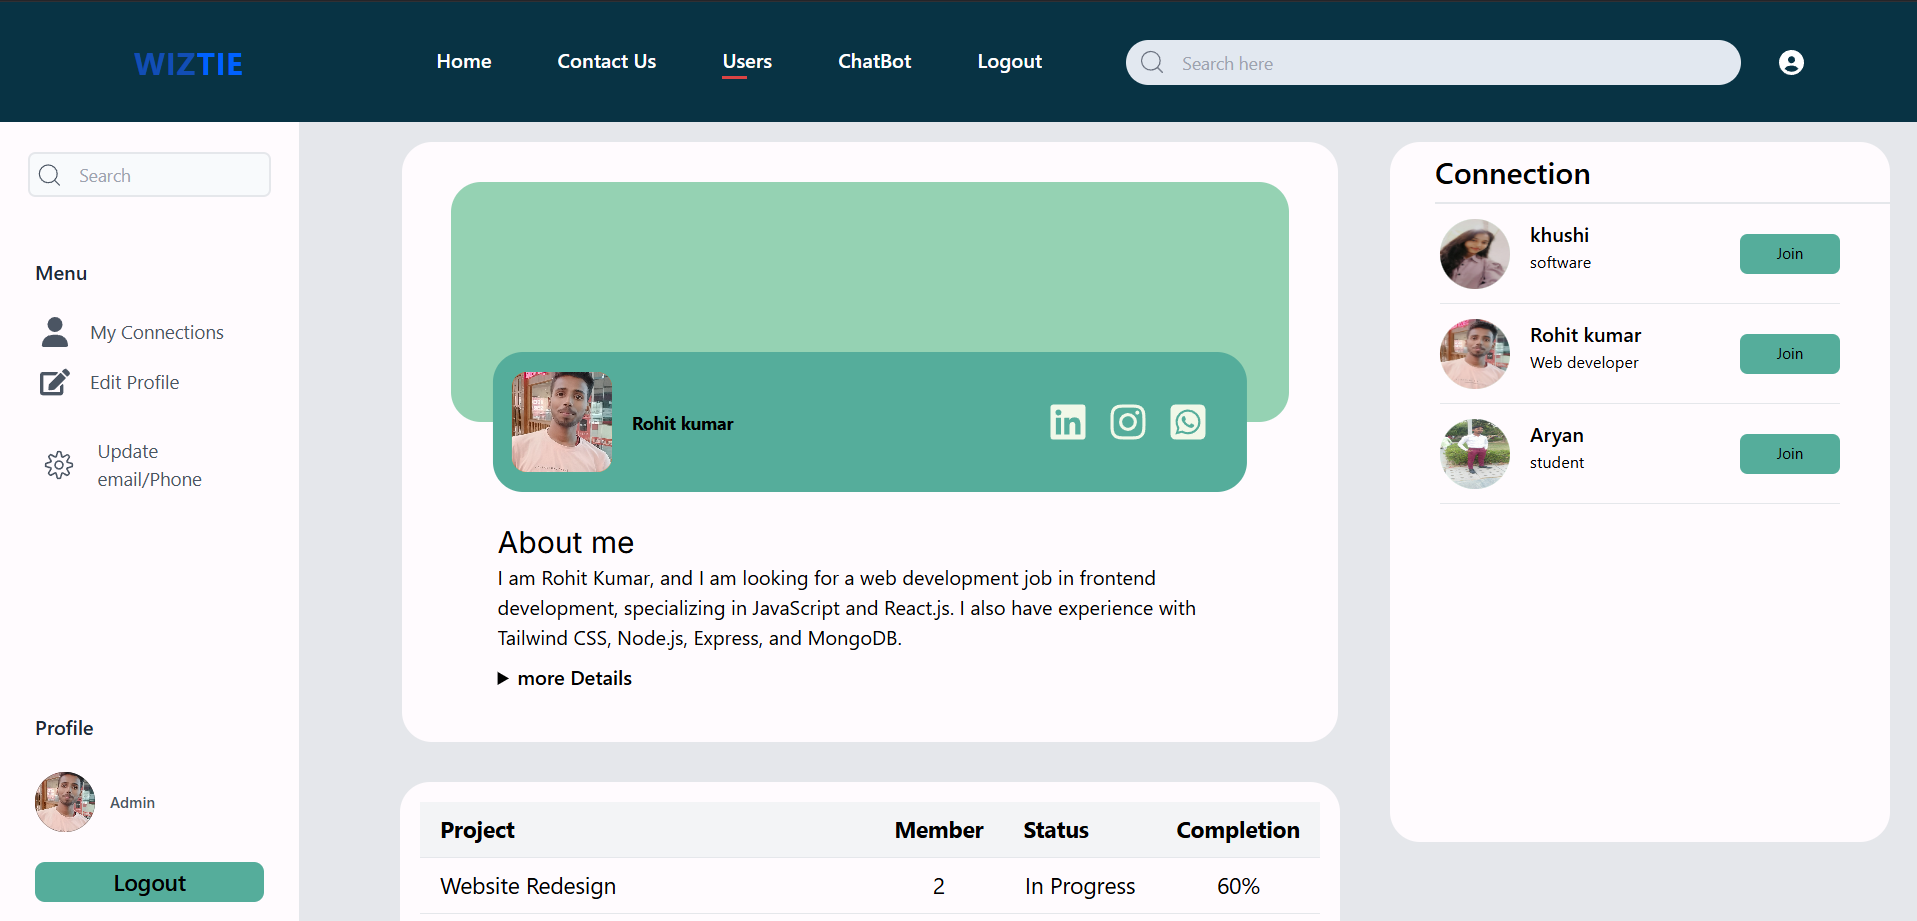 WIZTIE
Home
Contact Us
Users
ChatBot
Logout
Search here
Search
Menu
My Connections
Edit Profile
Update
email/Phone
Profile
Admin
Logout
Rohit kumar
About me
I am Rohit Kumar, and I am looking for a web development job in frontend
development, specializing in JavaScript and React.js. I also have experience with
Tailwind CSS, Node.js, Express, and MongoDB.
more Details
Project Member Status Completion
Website Redesign 2 In Progress 60%
Connection
khushi
software
Join
Rohit kumar
Web developer
Join
Aryan
student
Join